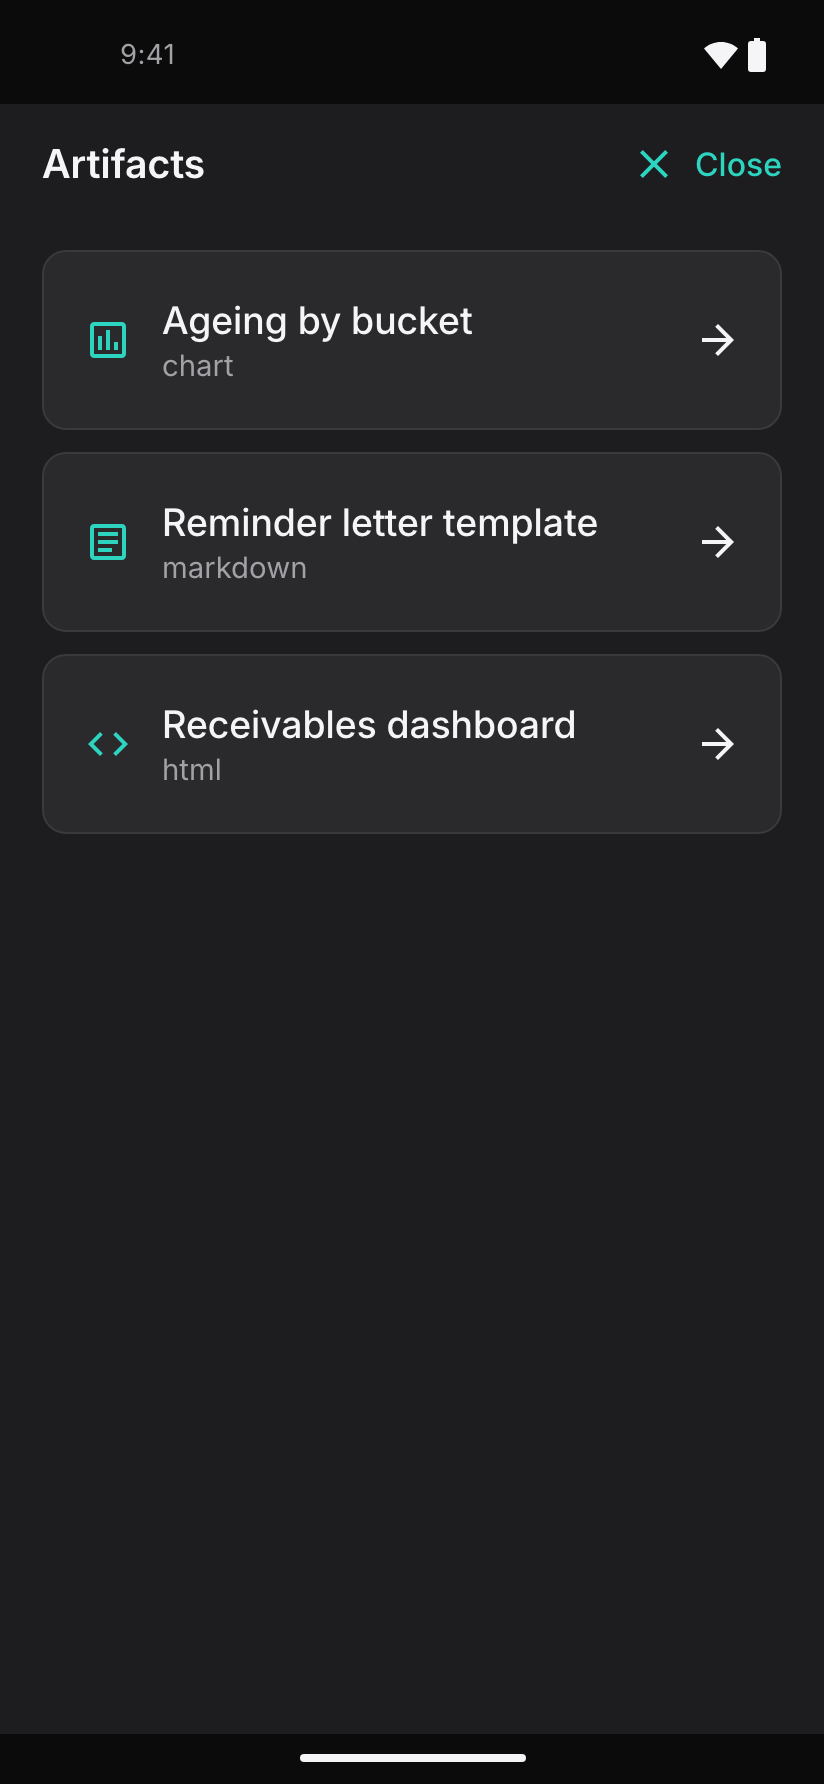 9:41
Artifacts
Close
Ageing by bucket
chart
Reminder letter template
markdown
Receivables dashboard
html